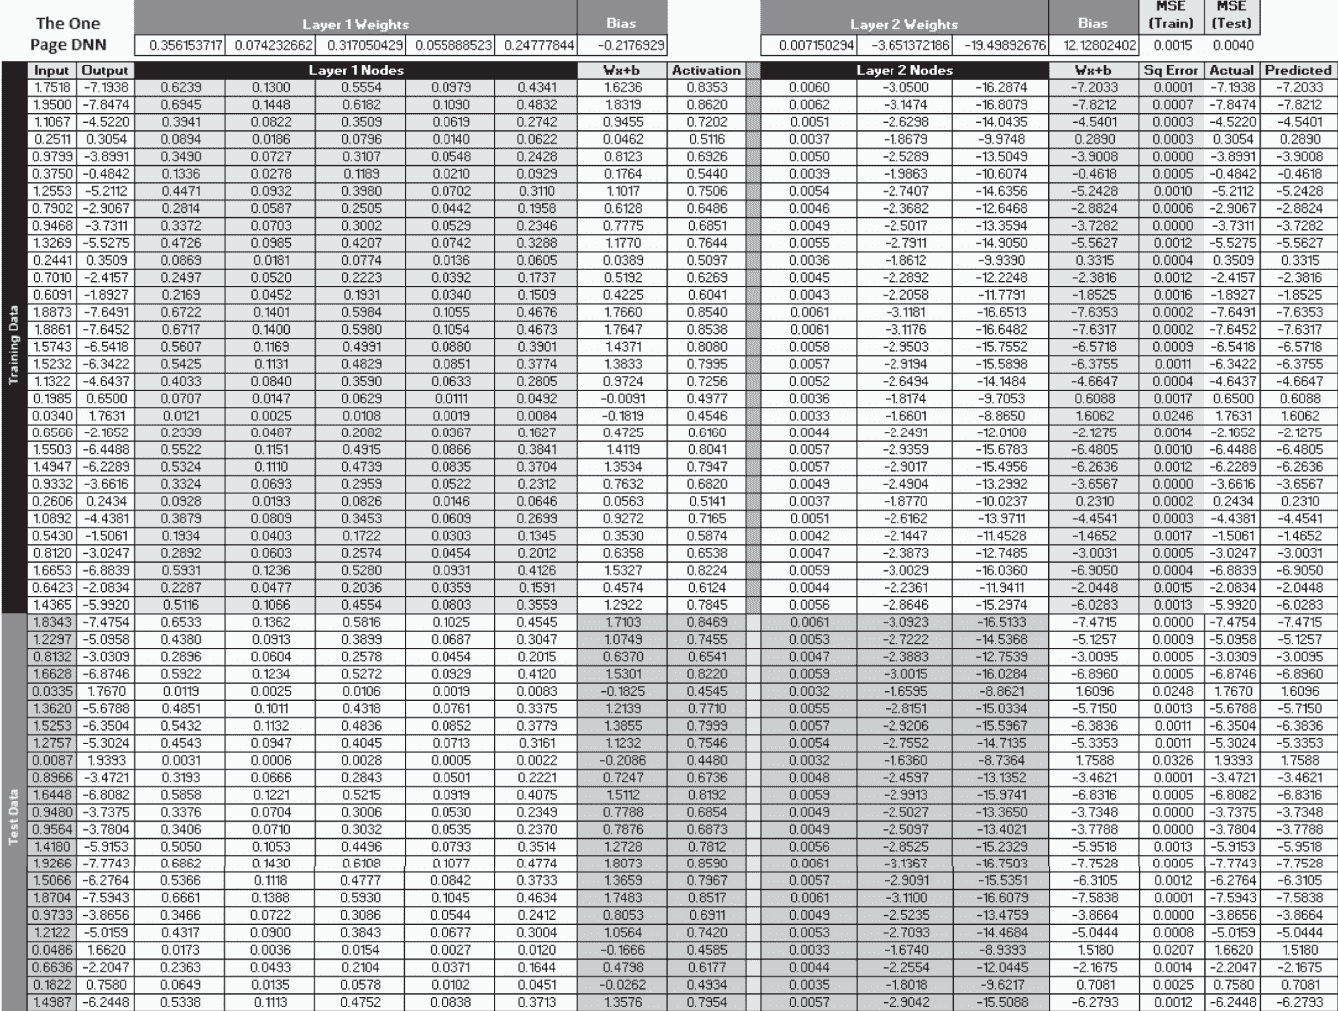 The One Page DNN
Layer 1 Weights Bias Layer 2 Weights Bias MSE (Train) MSE (Test)
0.356153717 0.074232662 0.317050429 0.055888523 0.24777844 -0.2176929 0.007150294 -3.651372186 -19.49892676 12.12802402 0.0015 0.0040
Input Output Layer 1 Nodes Wx+b Activation Layer 2 Nodes Wx+b Sq Error Actual Predicted
Training Data
1.7518 -7.1938 0.6239 0.1300 0.5554 0.0979 0.4341 1.6236 0.8353 0.0060 -3.0500 -16.2874 -7.2033 0.0001 -7.1938 -7.2033
1.9500 -7.8474 0.6945 0.1448 0.6182 0.1090 0.4832 1.8319 0.8620 0.0062 -3.1474 -16.8079 -7.8212 0.0007 -7.8474 -7.8212
1.1067 -4.5220 0.3941 0.0822 0.3509 0.0619 0.2742 0.9455 0.7202 0.0051 -2.6298 -14.0435 -4.5401 0.0003 -4.5220 -4.5401
0.2511 0.3054 0.0894 0.0186 0.0796 0.0140 0.0622 0.0462 0.5116 0.0037 -1.8679 -9.9748 0.2890 0.0003 0.3054 0.2890
0.9799 -3.8991 0.3490 0.0727 0.3107 0.0548 0.2428 0.8123 0.6926 0.0050 -2.5289 -13.5049 -3.9008 0.0000 -3.8991 -3.9008
0.3750 -0.4842 0.1336 0.0278 0.1189 0.0210 0.0929 0.1764 0.5440 0.0039 -1.9863 -10.6074 -0.4618 0.0005 -0.4842 -0.4618
1.2553 -5.2112 0.4471 0.0932 0.3980 0.0702 0.3110 1.1017 0.7506 0.0054 -2.7407 -14.6356 -5.2428 0.0010 -5.2112 -5.2428
0.7902 -2.9067 0.2814 0.0587 0.2505 0.0442 0.1958 0.6128 0.6486 0.0046 -2.3682 -12.6468 -2.8824 0.0006 -2.9067 -2.8824
0.9468 -3.7311 0.3372 0.0703 0.3002 0.0529 0.2346 0.7775 0.6851 0.0049 -2.5017 -13.3594 -3.7282 0.0000 -3.7311 -3.7282
1.3269 -5.5275 0.4726 0.0985 0.4207 0.0742 0.3288 1.1770 0.7644 0.0055 -2.7911 -14.9050 -5.5627 0.0012 -5.5275 -5.5627
0.2441 0.3509 0.0869 0.0181 0.0774 0.0136 0.0605 0.0389 0.5097 0.0036 -1.8612 -9.9390 0.3315 0.0004 0.3509 0.3315
0.7010 -2.4157 0.2497 0.0520 0.2223 0.0392 0.1737 0.5192 0.6269 0.0045 -2.2892 -12.2248 -2.3816 0.0012 -2.4157 -2.3816
0.6091 -1.8927 0.2169 0.0452 0.1931 0.0340 0.1509 0.4225 0.6041 0.0043 -2.2058 -11.7791 -1.8525 0.0016 -1.8927 -1.8525
1.8873 -7.6491 0.6722 0.1401 0.5984 0.1055 0.4676 1.7660 0.8540 0.0061 -3.1181 -16.6513 -7.6353 0.0002 -7.6491 -7.6353
1.8861 -7.6452 0.6717 0.1400 0.5980 0.1054 0.4673 1.7647 0.8538 0.0061 -3.1176 -16.6482 -7.6317 0.0002 -7.6452 -7.6317
1.5743 -6.5418 0.5607 0.1169 0.4991 0.0880 0.3901 1.4371 0.8080 0.0058 -2.9503 -15.7552 -6.5718 0.0009 -6.5418 -6.5718
1.5232 -6.3422 0.5425 0.1131 0.4829 0.0851 0.3774 1.3833 0.7995 0.0057 -2.9194 -15.5898 -6.3755 0.0011 -6.3422 -6.3755
1.1322 -4.6437 0.4033 0.0840 0.3590 0.0633 0.2805 0.9724 0.7256 0.0052 -2.6494 -14.1484 -4.6647 0.0004 -4.6437 -4.6647
0.1985 0.6500 0.0707 0.0147 0.0629 0.0111 0.0492 -0.0091 0.4977 0.0036 -1.8174 -9.7053 0.6088 0.0017 0.6500 0.6088
0.0340 1.7631 0.0121 0.0025 0.0108 0.0019 0.0084 -0.1819 0.4546 0.0033 -1.6601 -8.8650 1.6062 0.0246 1.7631 1.6062
0.6566 -2.1652 0.2339 0.0487 0.2082 0.0367 0.1627 0.4725 0.6160 0.0044 -2.2491 -12.0108 -2.1275 0.0014 -2.1652 -2.1275
1.5503 -6.4488 0.5522 0.1151 0.4915 0.0866 0.3841 1.4119 0.8041 0.0057 -2.9359 -15.6783 -6.4805 0.0010 -6.4488 -6.4805
1.4947 -6.2289 0.5324 0.1110 0.4739 0.0835 0.3704 1.3534 0.7947 0.0057 -2.9017 -15.4956 -6.2636 0.0012 -6.2289 -6.2636
0.9332 -3.6616 0.3324 0.0693 0.2959 0.0522 0.2312 0.7632 0.6820 0.0049 -2.4904 -13.2992 -3.6567 0.0000 -3.6616 -3.6567
0.2606 0.2434 0.0928 0.0193 0.0826 0.0146 0.0646 0.0563 0.5141 0.0037 -1.8770 -10.0237 0.2310 0.0002 0.2434 0.2310
1.0892 -4.4381 0.3879 0.0809 0.3453 0.0609 0.2699 0.9272 0.7165 0.0051 -2.6162 -13.9711 -4.4541 0.0003 -4.4381 -4.4541
0.5430 -1.5061 0.1934 0.0403 0.1722 0.0303 0.1345 0.3530 0.5874 0.0042 -2.1447 -11.4528 -1.4652 0.0017 -1.5061 -1.4652
0.8120 -3.0247 0.2892 0.0603 0.2574 0.0454 0.2012 0.6358 0.6538 0.0047 -2.3873 -12.7485 -3.0031 0.0005 -3.0247 -3.0031
1.6653 -6.8839 0.5931 0.1236 0.5280 0.0931 0.4126 1.5327 0.8224 0.0059 -3.0029 -16.0360 -6.9050 0.0004 -6.8839 -6.9050
0.6423 -2.0834 0.2287 0.0477 0.2036 0.0359 0.1591 0.4574 0.6124 0.0044 -2.2361 -11.9411 -2.0448 0.0015 -2.0834 -2.0448
1.4365 -5.9920 0.5116 0.1066 0.4554 0.0803 0.3559 1.2922 0.7845 0.0056 -2.8646 -15.2974 -6.0283 0.0013 -5.9920 -6.0283
Test Data
1.8343 -7.4754 0.6533 0.1362 0.5816 0.1025 0.4545 1.7103 0.8469 0.0061 -3.0923 -16.5133 -7.4715 0.0000 -7.4754 -7.4715
1.2297 -5.0958 0.4380 0.0913 0.3899 0.0687 0.3047 1.0749 0.7455 0.0053 -2.7222 -14.5368 -5.1257 0.0009 -5.0958 -5.1257
0.8132 -3.0309 0.2896 0.0604 0.2578 0.0454 0.2015 0.6370 0.6541 0.0047 -2.3883 -12.7539 -3.0095 0.0005 -3.0309 -3.0095
1.6628 -6.8746 0.5922 0.1234 0.5272 0.0929 0.4120 1.5301 0.8220 0.0059 -3.0015 -16.0284 -6.8960 0.0005 -6.8746 -6.8960
0.0335 1.7670 0.0119 0.0025 0.0106 0.0019 0.0083 -0.1825 0.4545 0.0032 -1.6595 -8.8621 1.6096 0.0248 1.7670 1.6096
1.3620 -5.6788 0.4851 0.1011 0.4318 0.0761 0.3375 1.2139 0.7710 0.0055 -2.8151 -15.0334 -5.7150 0.0013 -5.6788 -5.7150
1.5253 -6.3504 0.5432 0.1132 0.4836 0.0852 0.3779 1.3855 0.7999 0.0057 -2.9206 -15.5967 -6.3836 0.0011 -6.3504 -6.3836
1.2757 -5.3024 0.4543 0.0947 0.4045 0.0713 0.3161 1.1232 0.7546 0.0054 -2.7552 -14.7135 -5.3353 0.0011 -5.3024 -5.3353
0.0087 1.9393 0.0031 0.0006 0.0028 0.0005 0.0022 -0.2086 0.4480 0.0032 -1.6360 -8.7364 1.7588 0.0326 1.9393 1.7588
0.8966 -3.4721 0.3193 0.0666 0.2843 0.0501 0.2221 0.7247 0.6736 0.0048 -2.4597 -13.1352 -3.4621 0.0001 -3.4721 -3.4621
1.6448 -6.8082 0.5858 0.1221 0.5215 0.0919 0.4075 1.5112 0.8192 0.0059 -2.9913 -15.9741 -6.8316 0.0005 -6.8082 -6.8316
0.9480 -3.7375 0.3376 0.0704 0.3006 0.0530 0.2349 0.7788 0.6854 0.0049 -2.5027 -13.3650 -3.7348 0.0000 -3.7375 -3.7348
0.9564 -3.7804 0.3406 0.0710 0.3032 0.0535 0.2370 0.7876 0.6873 0.0049 -2.5097 -13.4021 -3.7788 0.0000 -3.7804 -3.7788
1.4180 -5.9153 0.5050 0.1053 0.4496 0.0793 0.3514 1.2728 0.7812 0.0056 -2.8525 -15.2329 -5.9518 0.0013 -5.9153 -5.9518
1.9266 -7.7743 0.6862 0.1430 0.6108 0.1077 0.4774 1.8073 0.8590 0.0061 -3.1367 -16.7503 -7.7528 0.0005 -7.7743 -7.7528
1.5066 -6.2764 0.5366 0.1118 0.4777 0.0842 0.3733 1.3659 0.7967 0.0057 -2.9091 -15.5351 -6.3105 0.0012 -6.2764 -6.3105
1.8704 -7.5943 0.6661 0.1388 0.5930 0.1045 0.4634 1.7483 0.8517 0.0061 -3.1100 -16.6079 -7.5838 0.0001 -7.5943 -7.5838
0.9733 -3.8656 0.3466 0.0722 0.3086 0.0544 0.2412 0.8053 0.6911 0.0049 -2.5235 -13.4759 -3.8664 0.0000 -3.8656 -3.8664
1.2122 -5.0159 0.4317 0.0900 0.3843 0.0677 0.3004 1.0564 0.7420 0.0053 -2.7093 -14.4684 -5.0444 0.0008 -5.0159 -5.0444
0.0486 1.6620 0.0173 0.0036 0.0154 0.0027 0.0120 -0.1666 0.4585 0.0033 -1.6740 -8.9393 1.5180 0.0207 1.6620 1.5180
0.6636 -2.2047 0.2363 0.0493 0.2104 0.0371 0.1644 0.4798 0.6177 0.0044 -2.2554 -12.0445 -2.1675 0.0014 -2.2047 -2.1675
0.1822 0.7580 0.0649 0.0135 0.0578 0.0102 0.0451 -0.0262 0.4934 0.0035 -1.8018 -9.6217 0.7081 0.0025 0.7580 0.7081
1.4987 -6.2448 0.5338 0.1113 0.4752 0.0838 0.3713 1.3576 0.7954 0.0057 -2.9042 -15.5088 -6.2793 0.0012 -6.2448 -6.2793